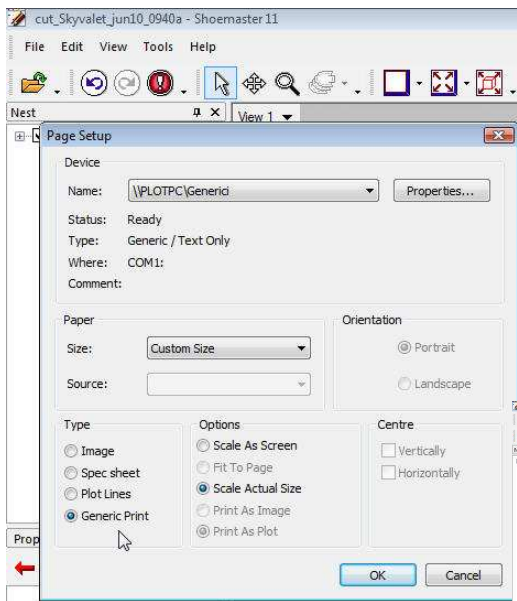 cut_Skyvalet_jun10_0940a - Shoemaster 11
File Edit View Tools Help
Nest
View 1
Page Setup
Device
Name: \\PLOTPC\Generici Properties...
Status: Ready
Type: Generic / Text Only
Where: COM1:
Comment:
Paper
Size: Custom Size
Source:
Orientation
Portrait
Landscape
Type
Image
Spec sheet
Plot Lines
Generic Print
Options
Scale As Screen
Fit To Page
Scale Actual Size
Print As Image
Print As Plot
Centre
Vertically
Horizontally
Prop
OK Cancel